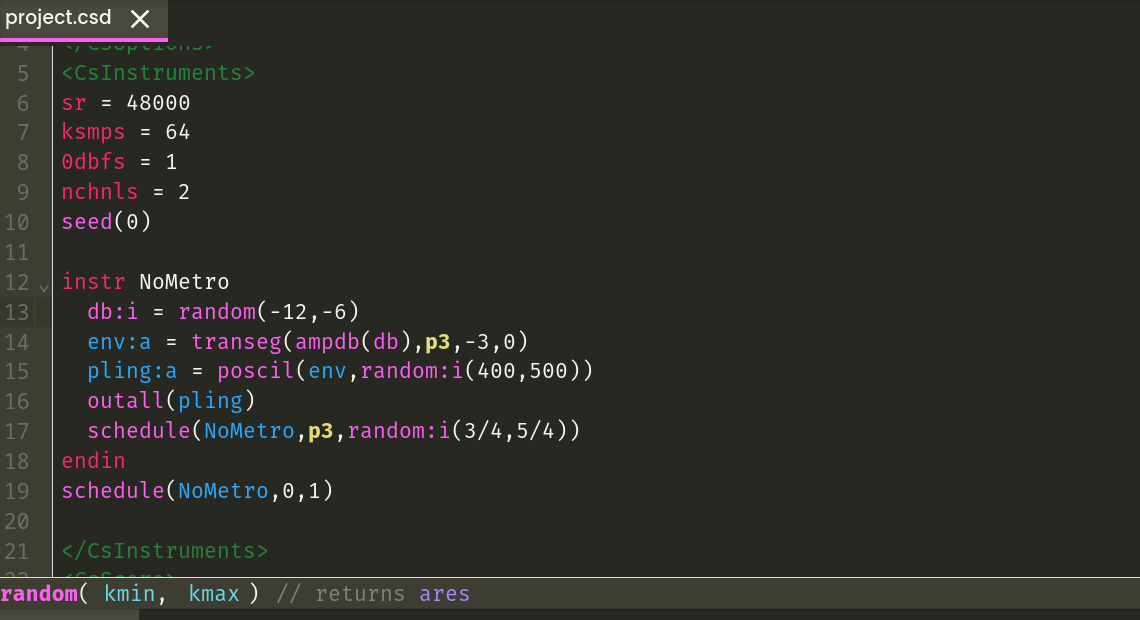 project.csd
4 </CsOptions>
5 <CsInstruments>
6 sr = 48000
7 ksmps = 64
8 0dbfs = 1
9 nchnls = 2
10 seed(0)
11
12 instr NoMetro
13   db:i = random(-12,-6)
14   env:a = transeg(ampdb(db),p3,-3,0)
15   pling:a = poscil(env,random:i(400,500))
16   outall(pling)
17   schedule(NoMetro,p3,random:i(3/4,5/4))
18 endin
19 schedule(NoMetro,0,1)
20
21 </CsInstruments>
22 <CsScore>
random( kmin, kmax ) // returns ares